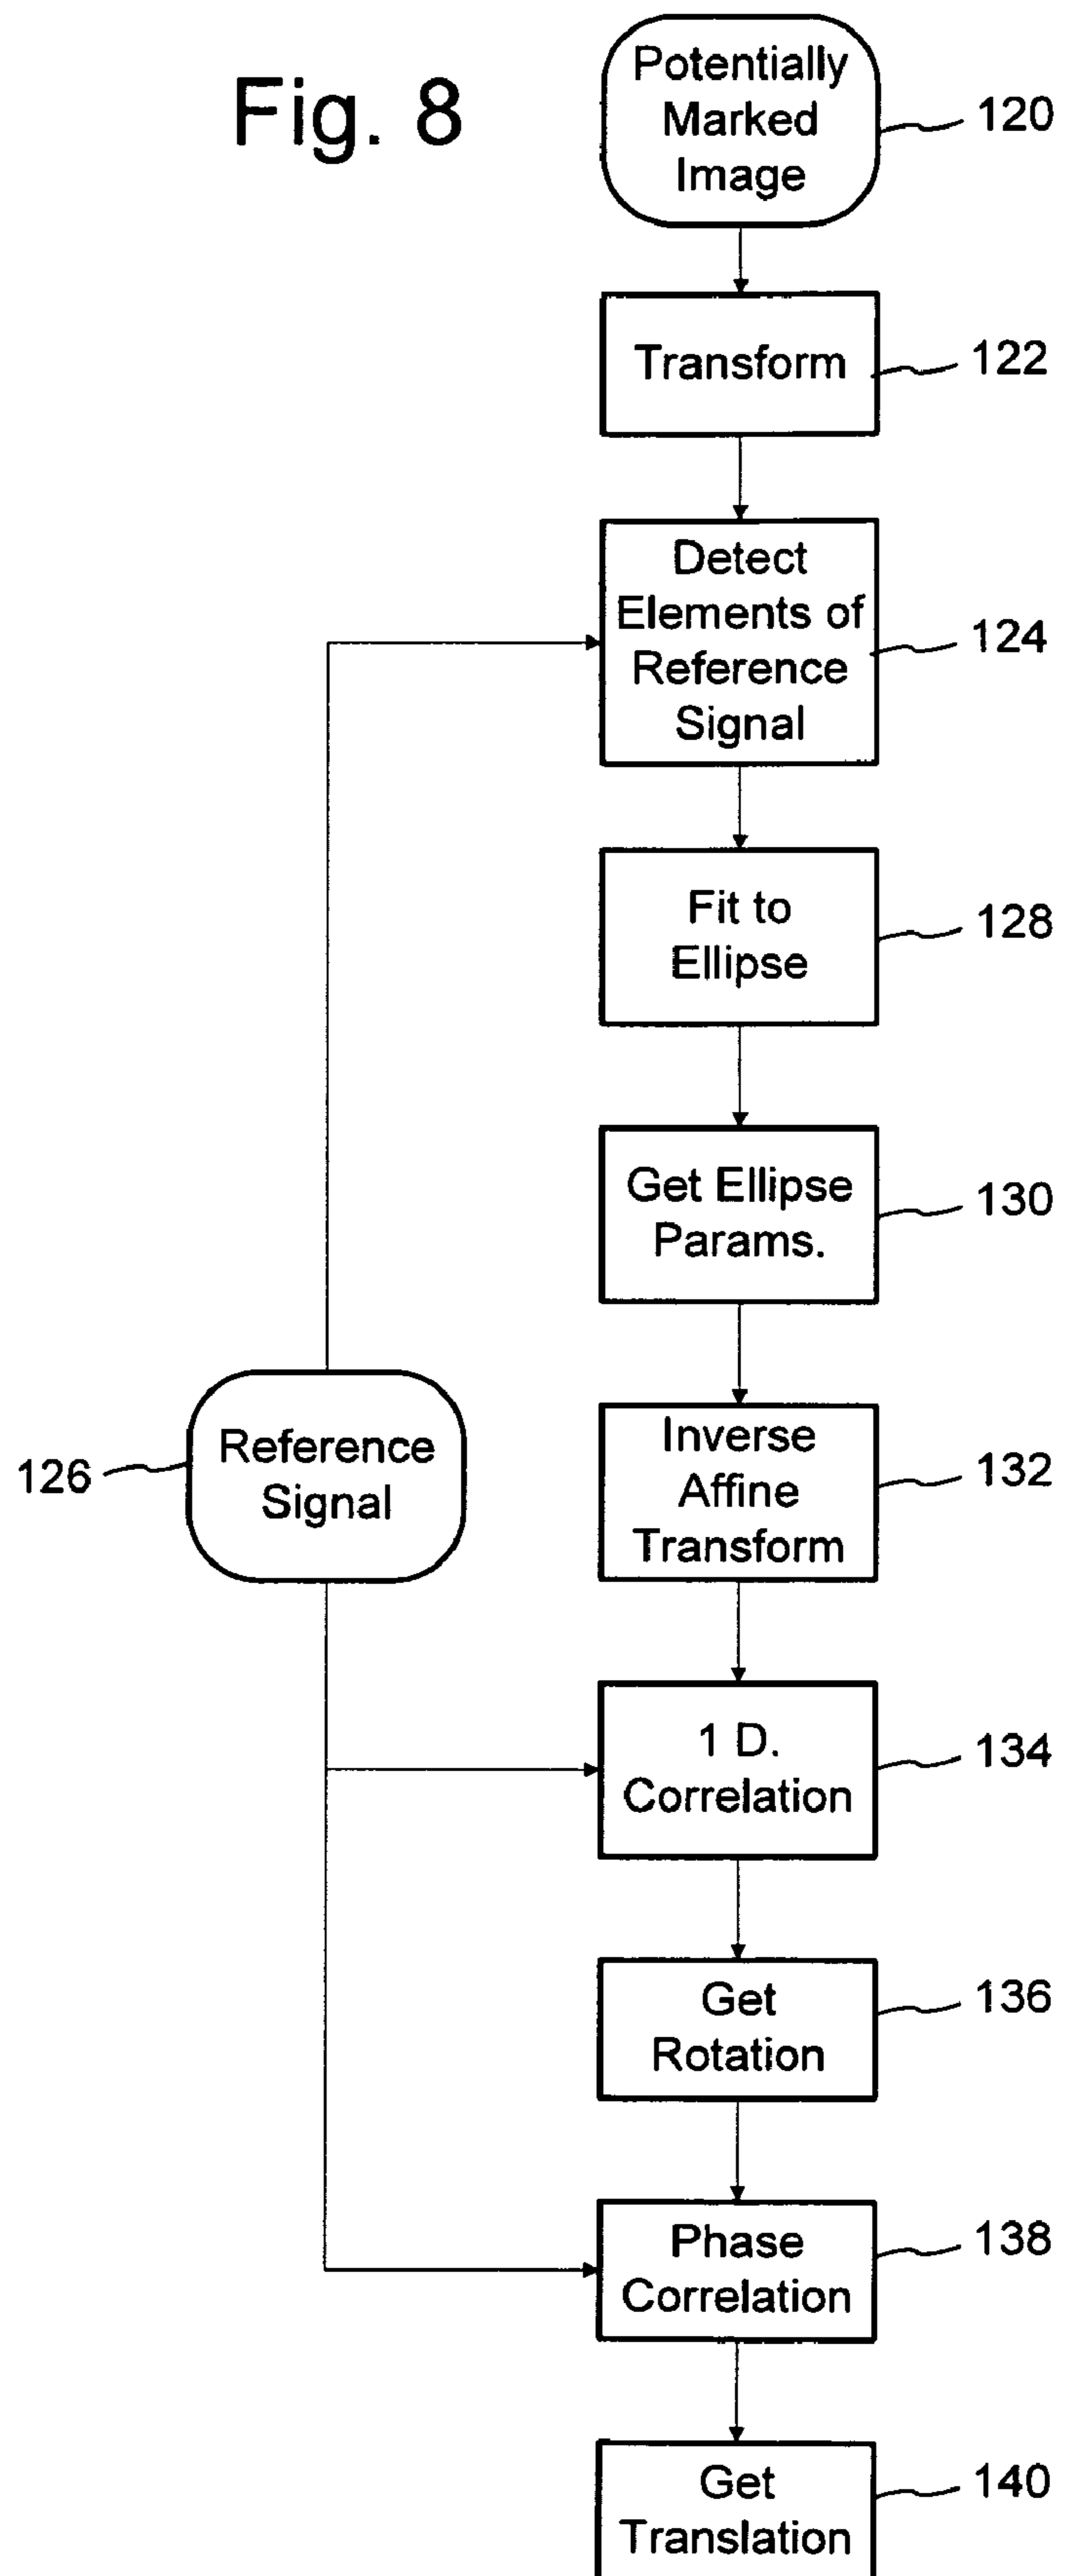 Fig. 8
Potentially
Marked
Image
120
Transform
122
Detect
Elements of
Reference
Signal
124
Fit to
Ellipse
128
Get Ellipse
Params.
130
Reference
Signal
126
Inverse
Affine
Transform
132
1 D.
Correlation
134
Get
Rotation
136
Phase
Correlation
138
Get
Translation
140